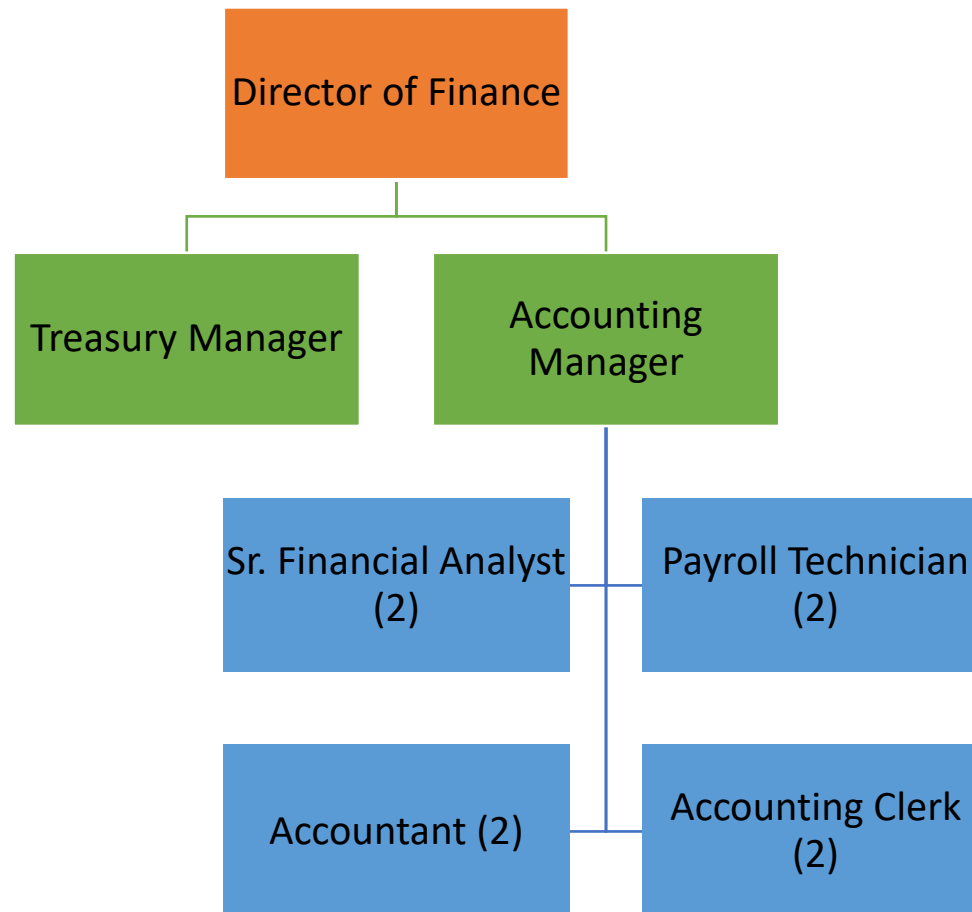 Director of Finance
Treasury Manager
Accounting
Manager
Sr. Financial Analyst
(2)
Payroll Technician
(2)
Accountant (2)
Accounting Clerk
(2)